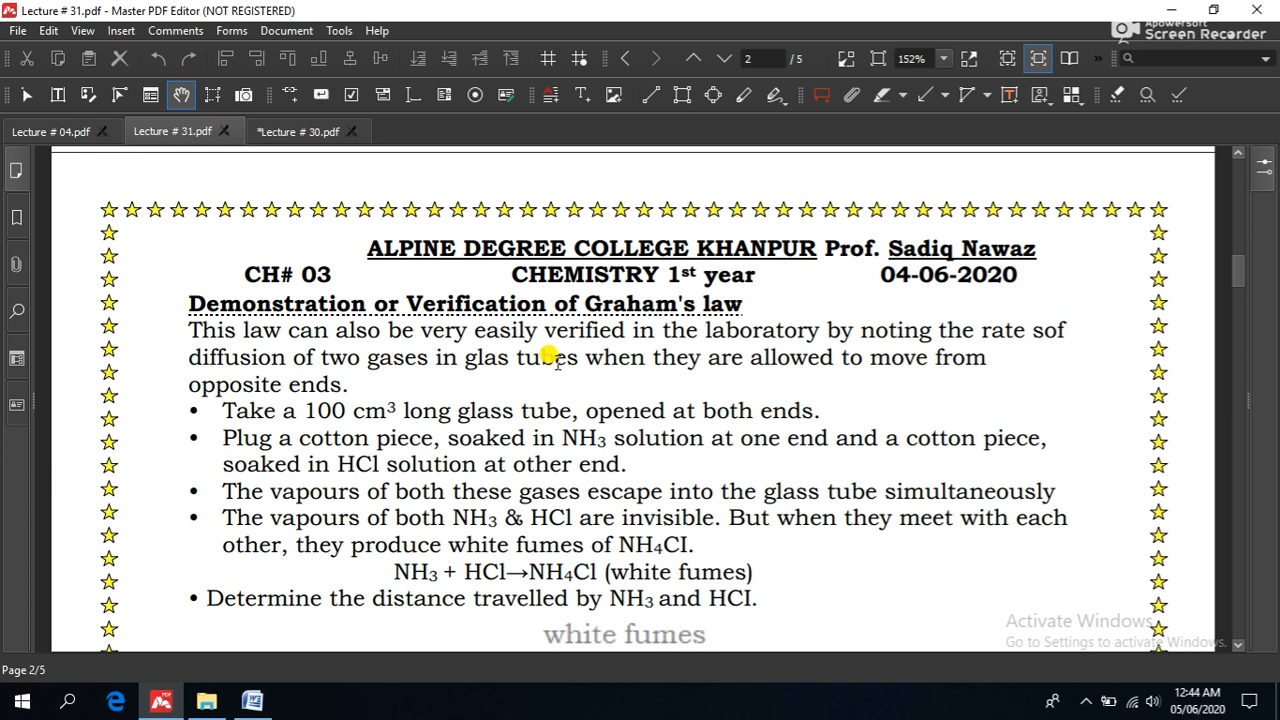 Lecture # 31.pdf - Master PDF Editor (NOT REGISTERED)
File Edit View Insert Comments Forms Document Tools Help
Apowersoft
Screen Recorder
2 / 5 152%
Lecture # 04.pdf Lecture # 31.pdf *Lecture # 30.pdf
ALPINE DEGREE COLLEGE KHANPUR Prof. Sadiq Nawaz
CH# 03 CHEMISTRY 1st year 04-06-2020
Demonstration or Verification of Graham's law
This law can also be very easily verified in the laboratory by noting the rate sof
diffusion of two gases in glas tubes when they are allowed to move from
opposite ends.
• Take a 100 cm³ long glass tube, opened at both ends.
• Plug a cotton piece, soaked in NH₃ solution at one end and a cotton piece,
soaked in HCl solution at other end.
• The vapours of both these gases escape into the glass tube simultaneously
• The vapours of both NH₃ & HCl are invisible. But when they meet with each
other, they produce white fumes of NH₄CI.
NH₃ + HCl→NH₄Cl (white fumes)
• Determine the distance travelled by NH₃ and HCI.
white fumes
Activate Windows
Go to Settings to activate Windows.
Page 2/5
12:44 AM
05/06/2020